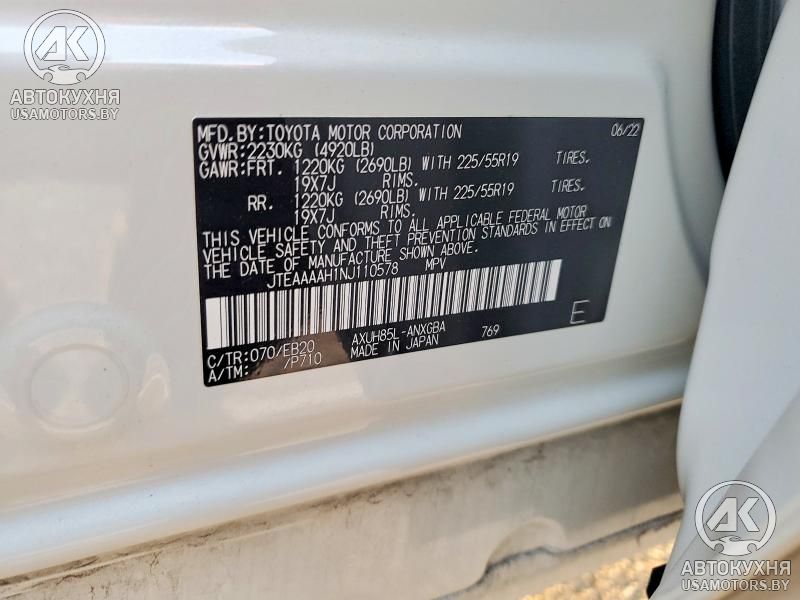 AK
АВТОКУХНЯ
USAMOTORS.BY
MFD.BY:TOYOTA MOTOR CORPORATION 06/22
GVWR:2230KG (4920LB)
GAWR:FRT. 1220KG (2690LB) WITH 225/55R19 TIRES.
19X7J RIMS.
RR. 1220KG (2690LB) WITH 225/55R19 TIRES.
19X7J RIMS.
THIS VEHICLE CONFORMS TO ALL APPLICABLE FEDERAL MOTOR
VEHICLE SAFETY AND THEFT PREVENTION STANDARDS IN EFFECT ON
THE DATE OF MANUFACTURE SHOWN ABOVE.
JTEAAAAH1NJ110578 MPV
E
C/TR:070/EB20 AXUH85L-ANXGBA 769
A/TM: /P710 MADE IN JAPAN
AK
АВТОКУХНЯ
USAMOTORS.BY